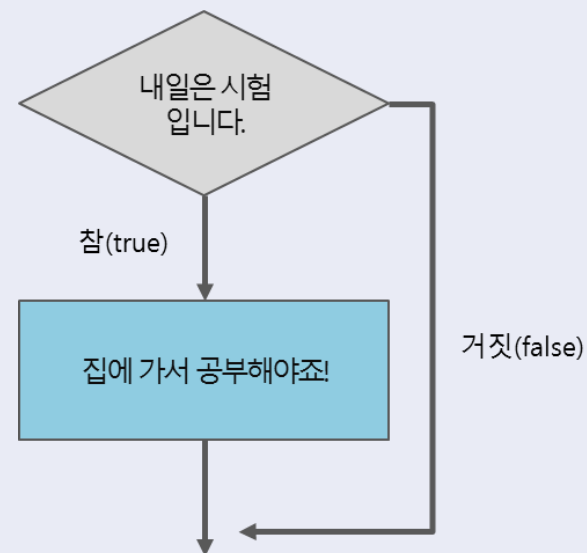 내일은 시험
입니다.
참(true)
거짓(false)
집에 가서 공부해야죠!